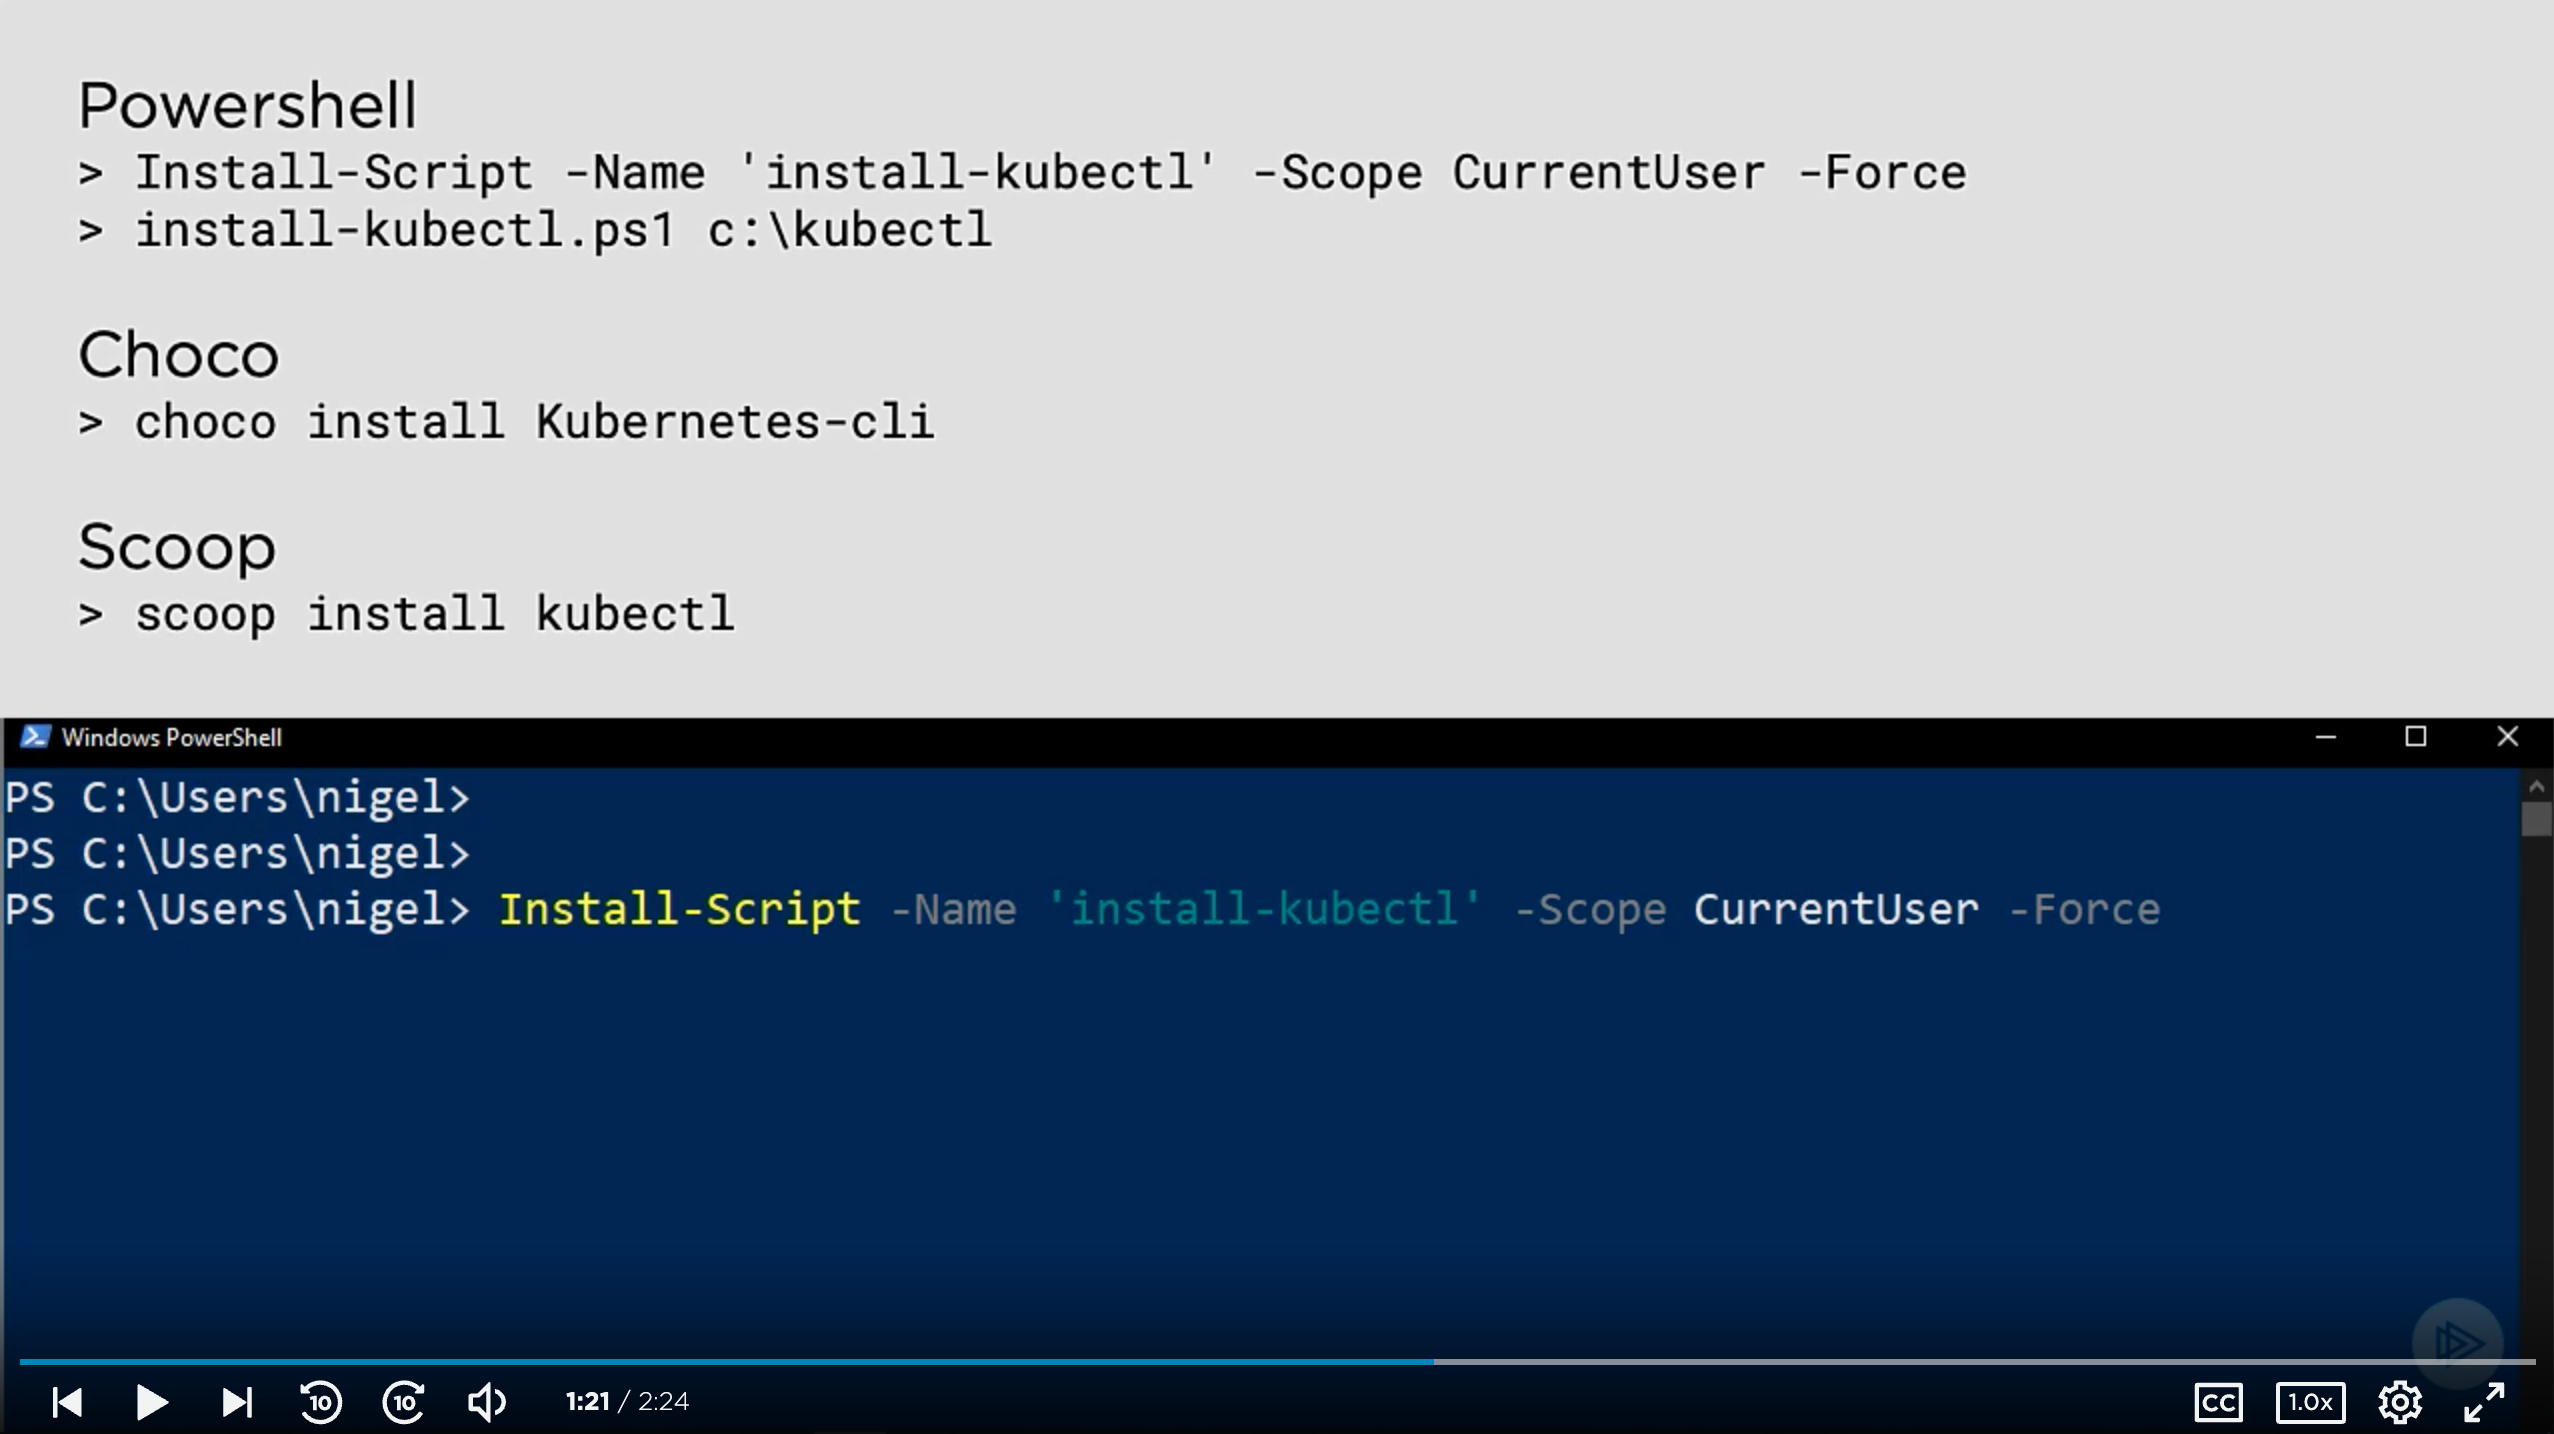 Powershell
> Install-Script -Name 'install-kubectl' -Scope CurrentUser -Force
> install-kubectl.ps1 c:\kubectl
Choco
> choco install Kubernetes-cli
Scoop
> scoop install kubectl
Windows PowerShell
PS C:\Users\nigel>
PS C:\Users\nigel>
PS C:\Users\nigel> Install-Script -Name 'install-kubectl' -Scope CurrentUser -Force
10 10 1:21 / 2:24 CC 1.0x